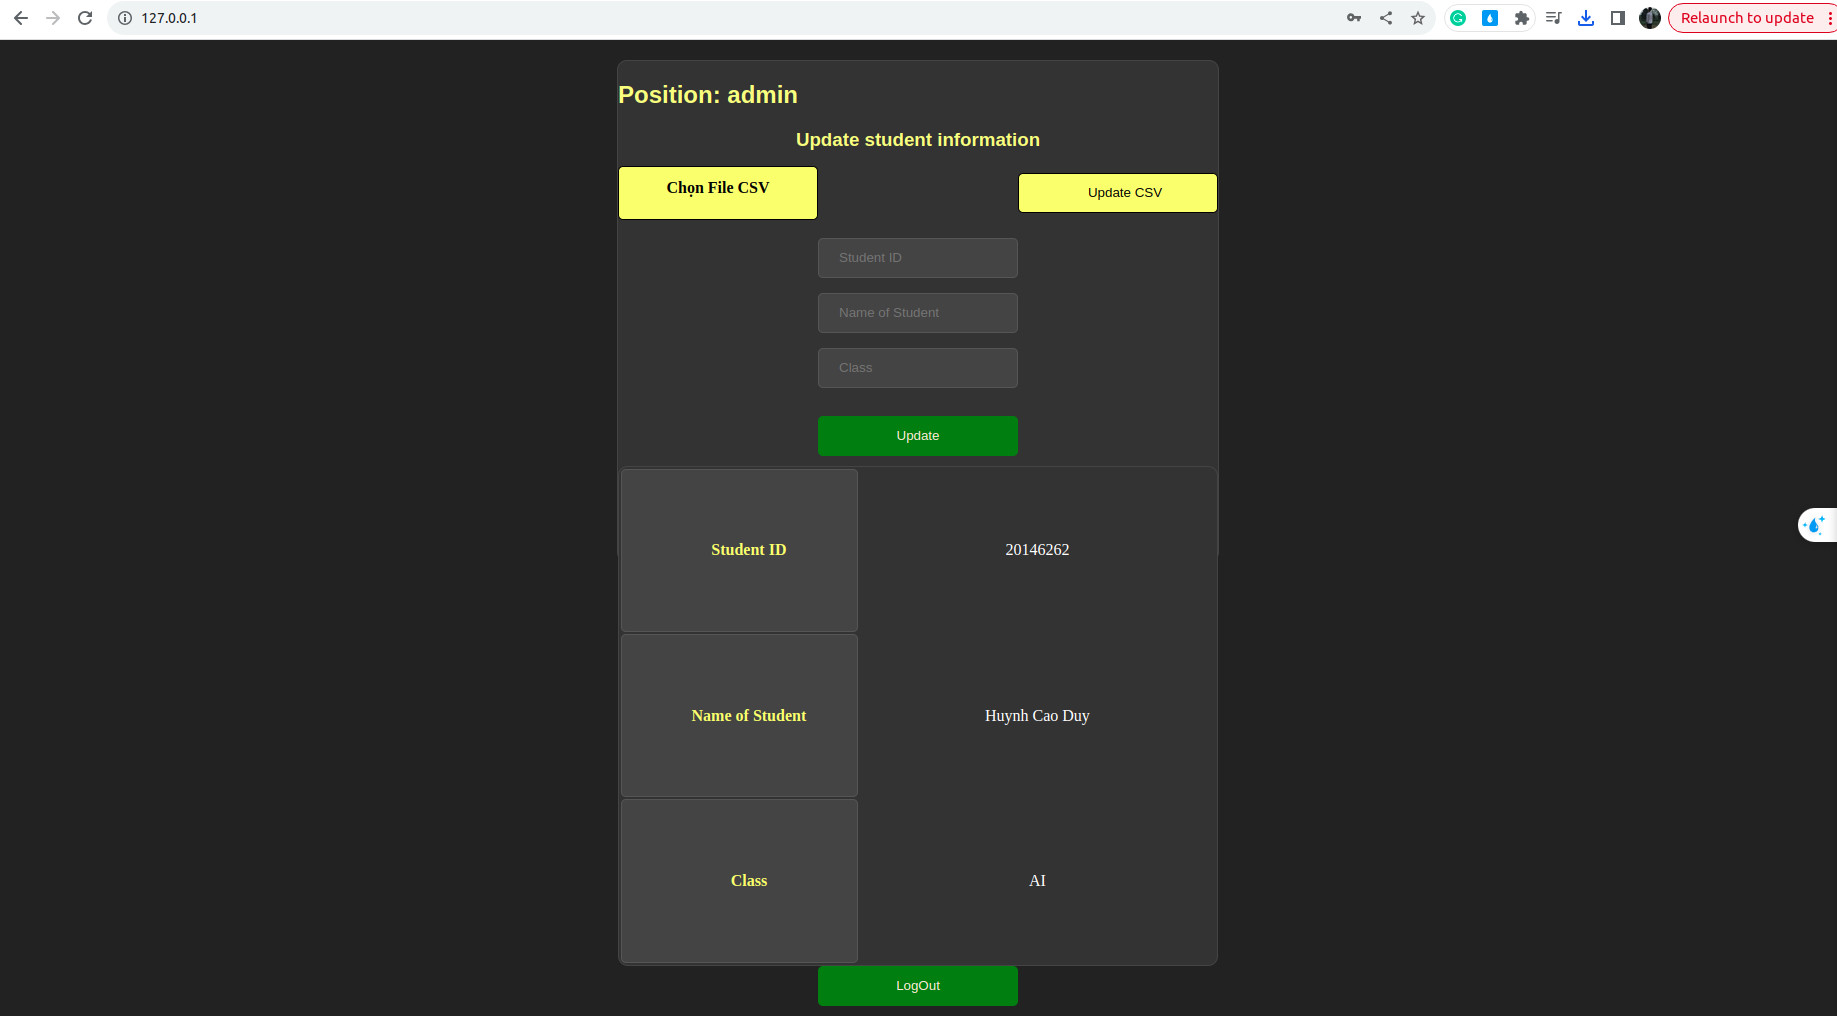 127.0.0.1
Relaunch to update
Position: admin
Update student information
Chọn File CSV
Update CSV
Student ID
Name of Student
Class
Update
Student ID
20146262
Name of Student
Huynh Cao Duy
Class
AI
LogOut